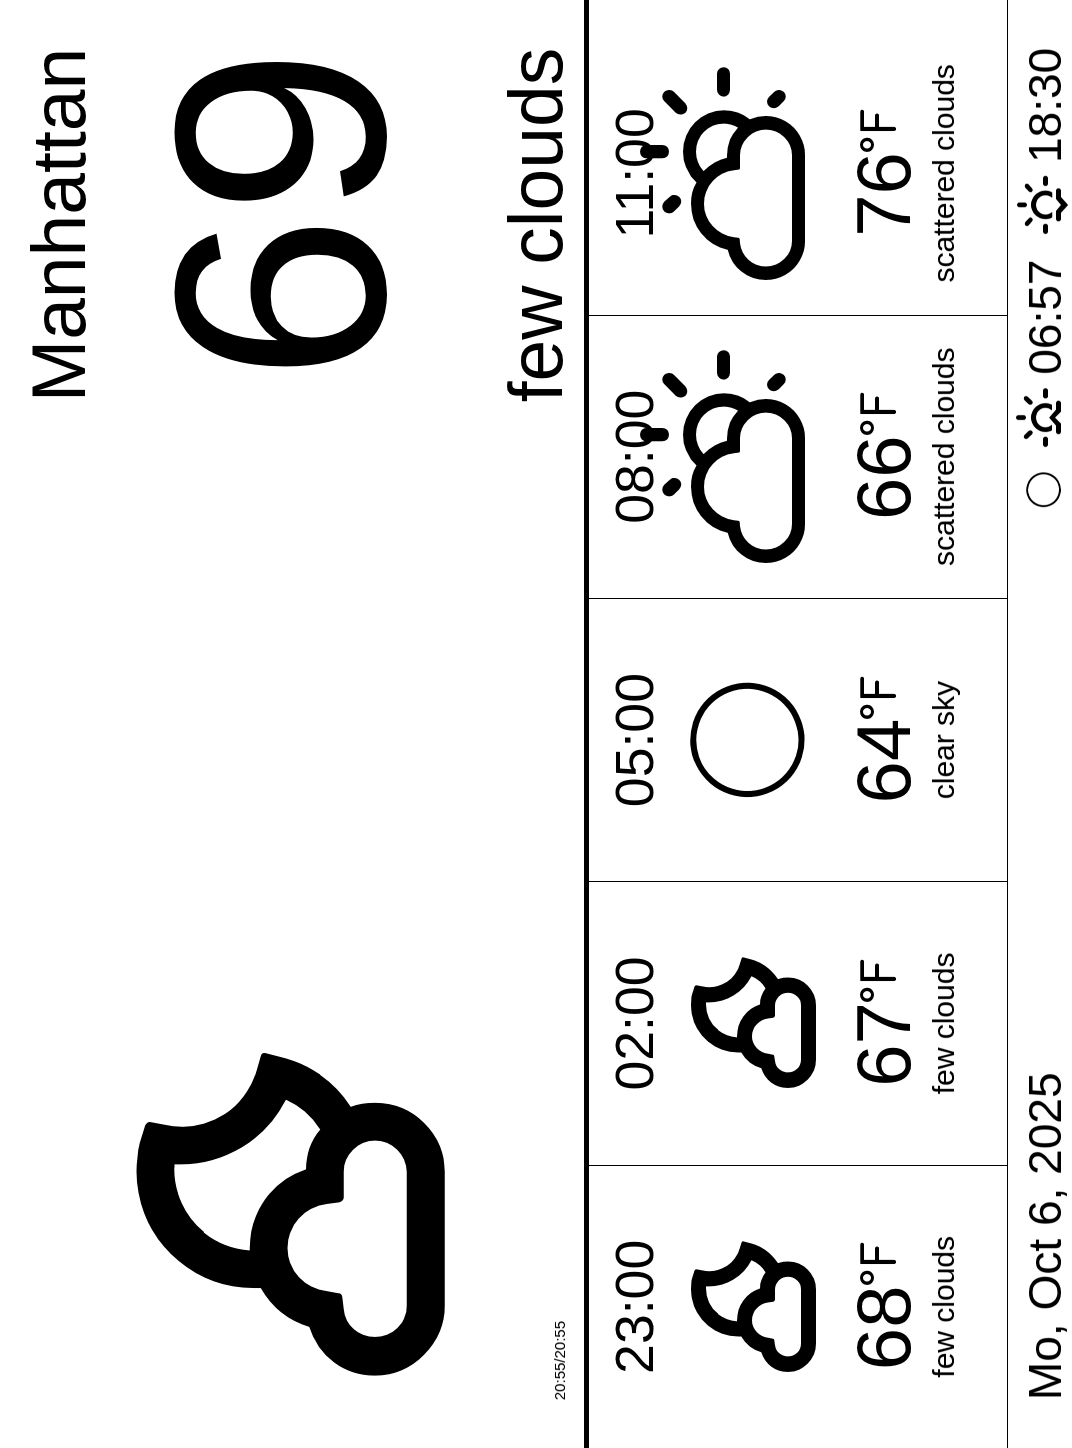 Manhattan
69
20:55/20:55
few clouds
23:00 02:00 05:00 08:00 11:00
68°F 67°F 64°F 66°F 76°F
few clouds few clouds clear sky scattered clouds scattered clouds
Mo, Oct 6, 2025 06:57 18:30